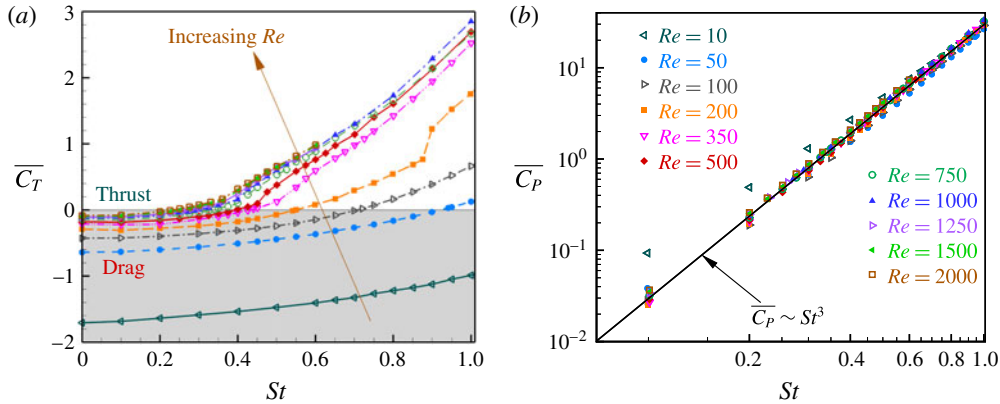 (a)
3
2
1
0
−1
−2
0
0.2
0.4
0.6
0.8
1.0
C_T
St
Increasing Re
Thrust
Drag
(b)
10^1
10^0
10^−1
10^−2
0.2
0.4
0.6
0.8
1.0
C_P
St
Re = 10
Re = 50
Re = 100
Re = 200
Re = 350
Re = 500
Re = 750
Re = 1000
Re = 1250
Re = 1500
Re = 2000
C_P ~ St^3